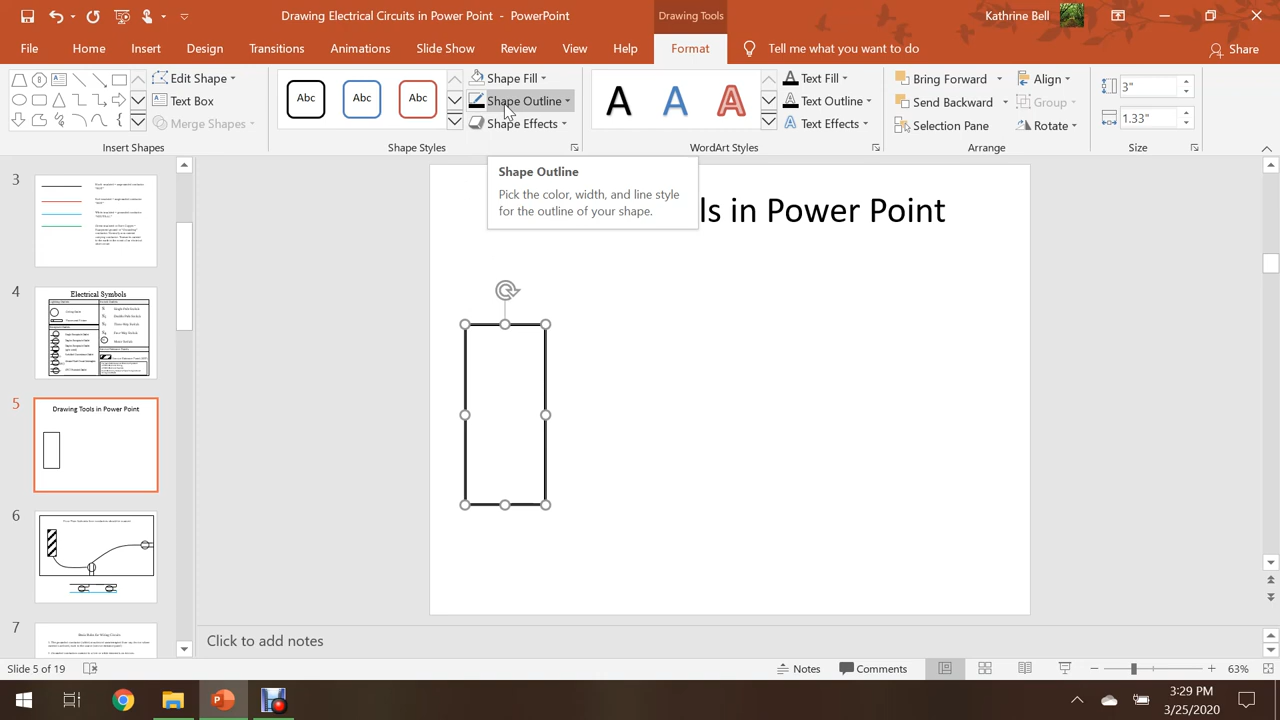 Drawing Electrical Circuits in Power Point - PowerPoint
Drawing Tools
Kathrine Bell
File Home Insert Design Transitions Animations Slide Show Review View Help Format Tell me what you want to do Share
Edit Shape
Text Box
Merge Shapes
Insert Shapes
Abc Abc Abc
Shape Fill
Shape Outline
Shape Effects
Shape Styles
A A A
Text Fill
Text Outline
Text Effects
WordArt Styles
Bring Forward
Send Backward
Selection Pane
Align
Group
Rotate
Arrange
3"
1.33"
Size
Shape Outline
Pick the color, width, and line style
for the outline of your shape.
ls in Power Point
3
4
Electrical Symbols
5
Drawing Tools in Power Point
6
7
Click to add notes
Slide 5 of 19
Notes
Comments
63%
3:29 PM
3/25/2020